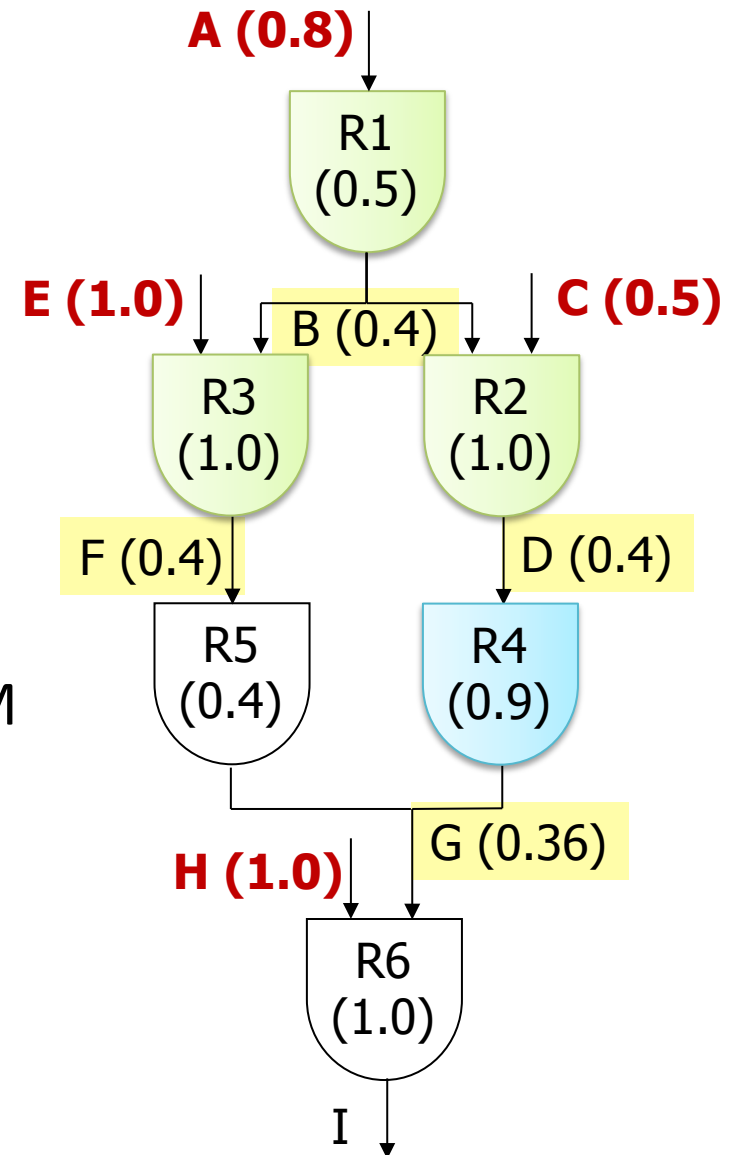 A (0.8)
R1
(0.5)
E (1.0)
B (0.4)
C (0.5)
R3
(1.0)
R2
(1.0)
F (0.4)
D (0.4)
R5
(0.4)
R4
(0.9)
M
G (0.36)
H (1.0)
R6
(1.0)
I